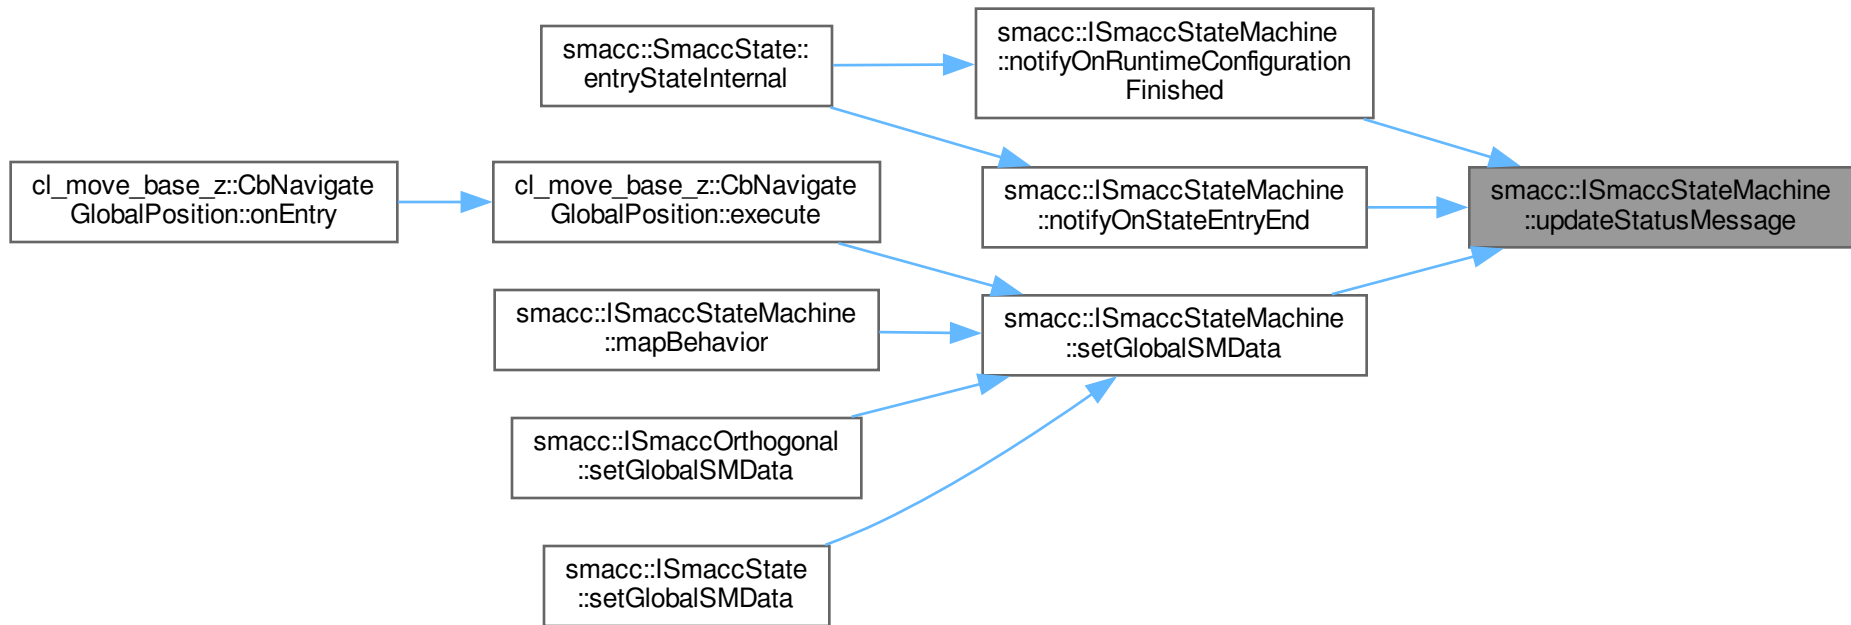 smacc::SmaccState::
entryStateInternal
smacc::ISmaccStateMachine
::notifyOnRuntimeConfiguration
Finished
cl_move_base_z::CbNavigate
GlobalPosition::onEntry
cl_move_base_z::CbNavigate
GlobalPosition::execute
smacc::ISmaccStateMachine
::notifyOnStateEntryEnd
smacc::ISmaccStateMachine
::updateStatusMessage
smacc::ISmaccStateMachine
::mapBehavior
smacc::ISmaccStateMachine
::setGlobalSMData
smacc::ISmaccOrthogonal
::setGlobalSMData
smacc::ISmaccState
::setGlobalSMData